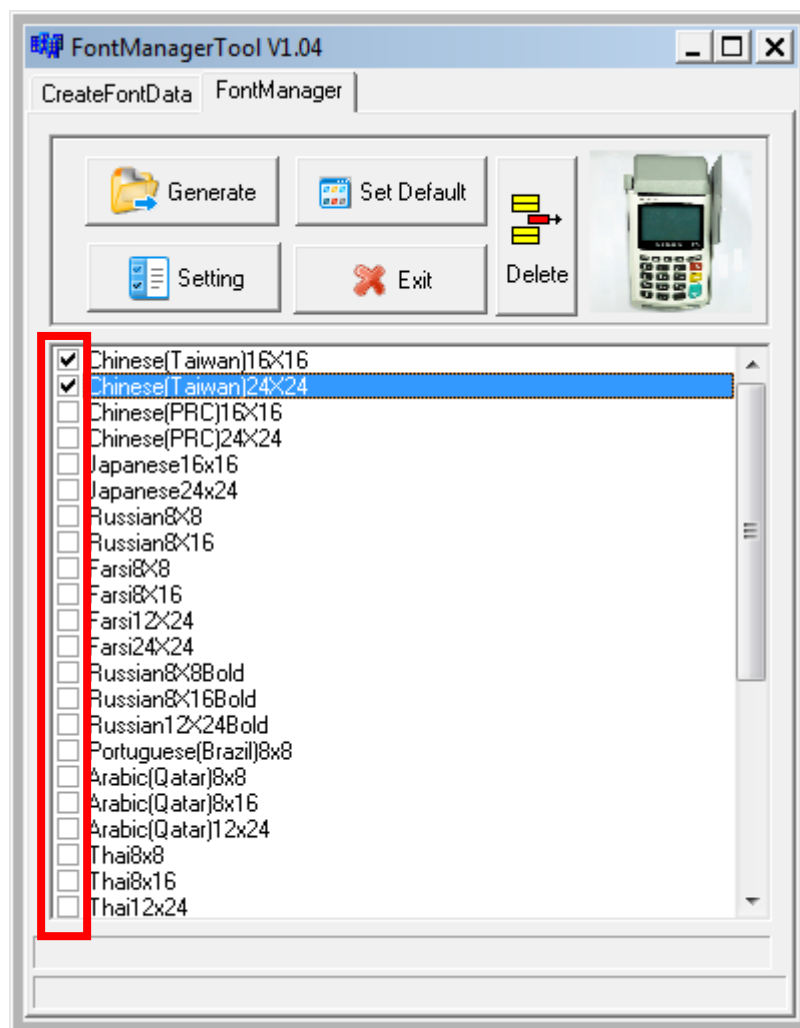 FontManagerTool V1.04
CreateFontData FontManager
Generate Set Default
Setting Exit Delete
Chinese(Taiwan)16X16
Chinese(Taiwan)24X24
Chinese(PRC)16X16
Chinese(PRC)24X24
Japanese16x16
Japanese24x24
Russian8X8
Russian8X16
Farsi8X8
Farsi8X16
Farsi12X24
Farsi24X24
Russian8X8Bold
Russian8X16Bold
Russian12X24Bold
Portuguese(Brazil)8x8
Arabic(Qatar)8x8
Arabic(Qatar)8x16
Arabic(Qatar)12x24
Thai8x8
Thai8x16
Thai12x24